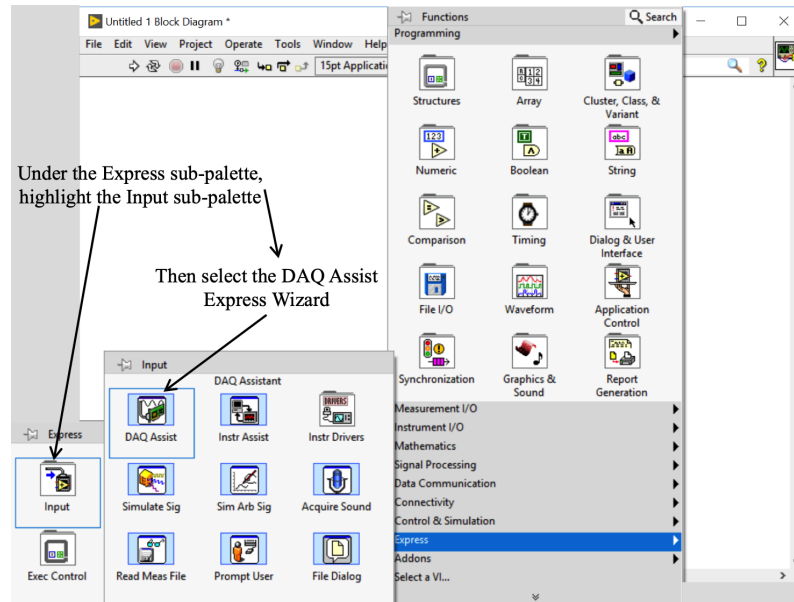 Untitled 1 Block Diagram *
File Edit View Project Operate Tools Window Help
15pt Applicati
Functions
Search
Programming
Structures
Array
Cluster, Class, &
Variant
Numeric
Boolean
String
Comparison
Timing
Dialog & User
Interface
File I/O
Waveform
Application
Control
Synchronization
Graphics &
Sound
Report
Generation
Measurement I/O
Instrument I/O
Mathematics
Signal Processing
Data Communication
Connectivity
Control & Simulation
Express
Addons
Select a VI...
Under the Express sub-palette,
highlight the Input sub-palette
Then select the DAQ Assist
Express Wizard
Input
DAQ Assistant
DAQ Assist
Instr Assist
DRIVERS
Instr Drivers
Simulate Sig
Sim Arb Sig
Acquire Sound
Read Meas File
Prompt User
File Dialog
Express
Input
Exec Control